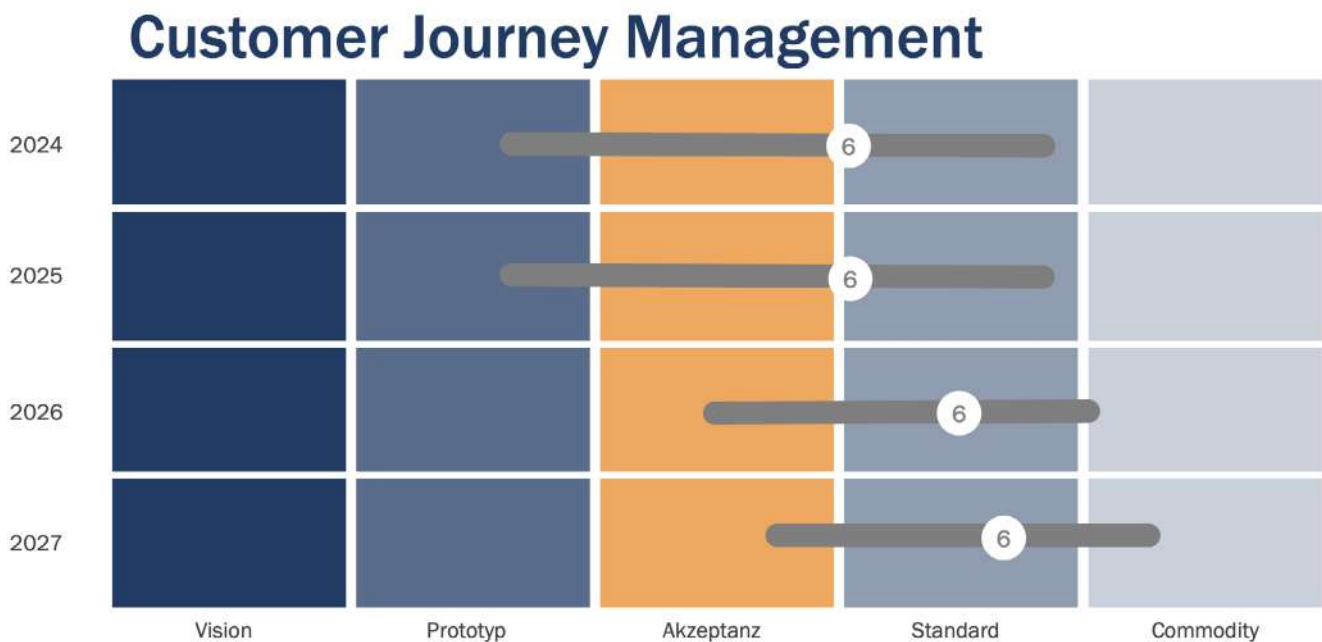 Customer Journey Management
2024
6
2025
6
2026
6
2027
6
Vision
Prototyp
Akzeptanz
Standard
Commodity